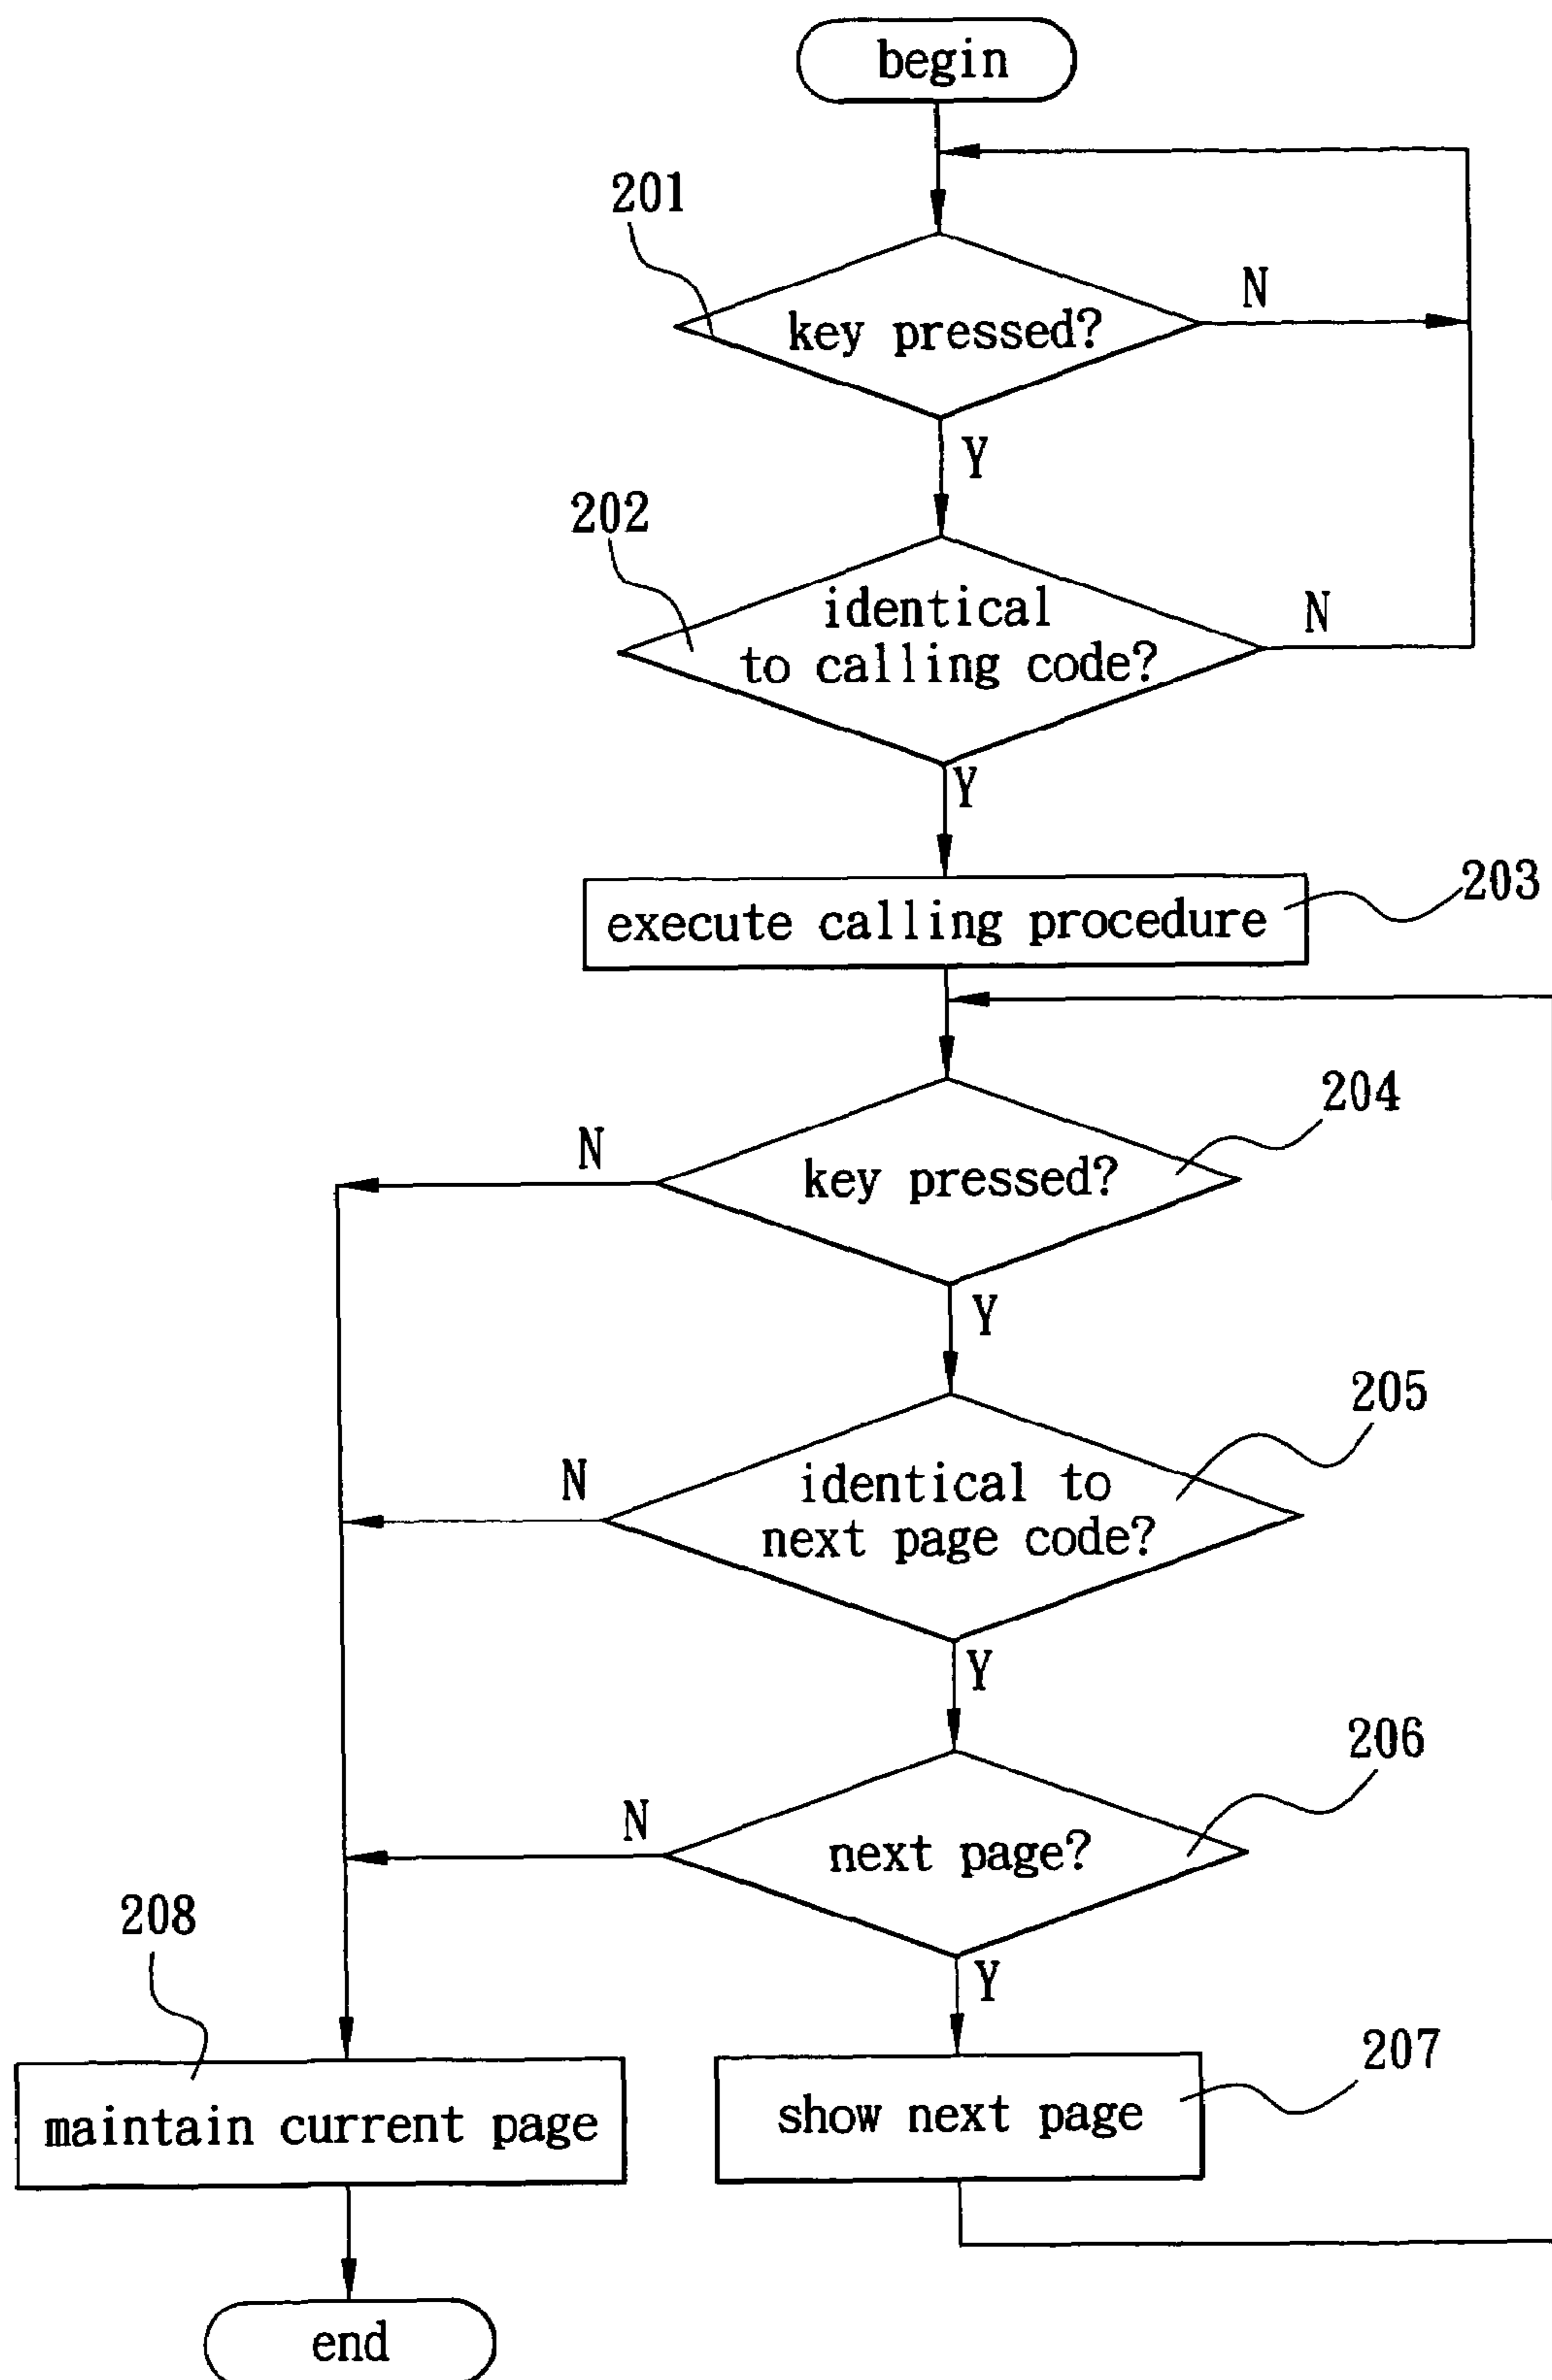 begin
201
N
key pressed?
Y
202
identical
to calling code?
N
Y
203
execute calling procedure
204
N
key pressed?
Y
205
N
identical to
next page code?
Y
206
N
next page?
208
Y
207
maintain current page
show next page
end